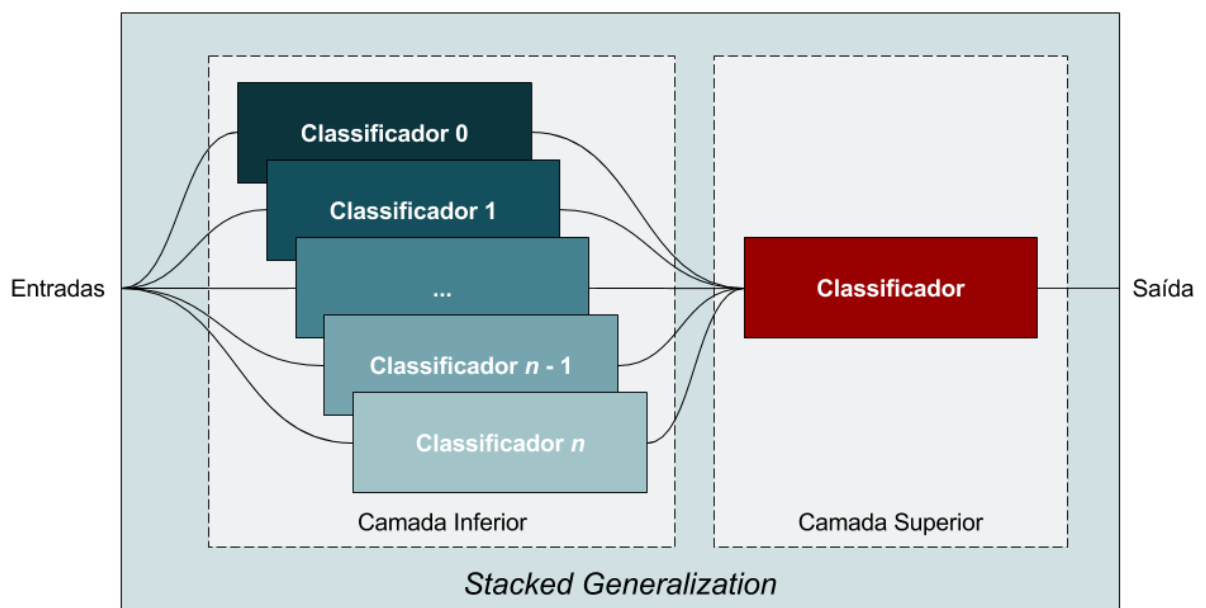 Classificador 0
Classificador 1
Entradas
...
Classificador
Saída
Classificador n - 1
Classificador n
Camada Inferior
Camada Superior
Stacked Generalization